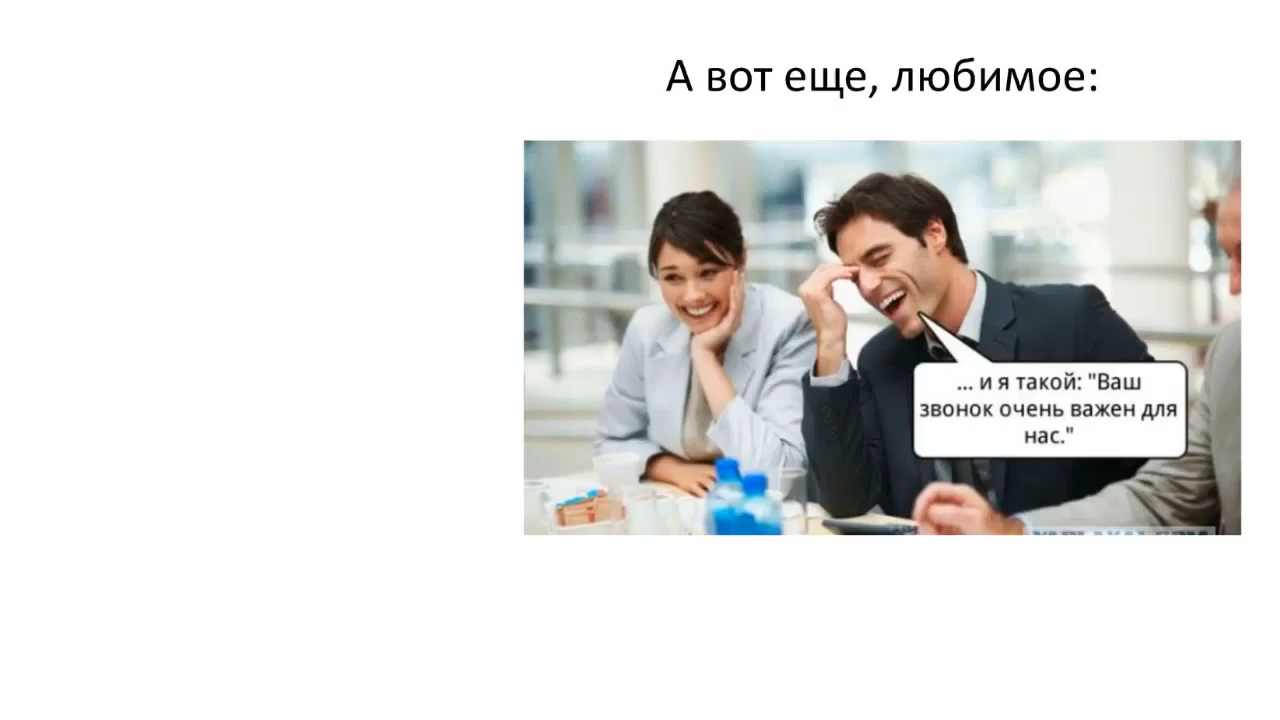 А вот еще, любимое:
... и я такой: "Ваш
звонок очень важен для
нас."